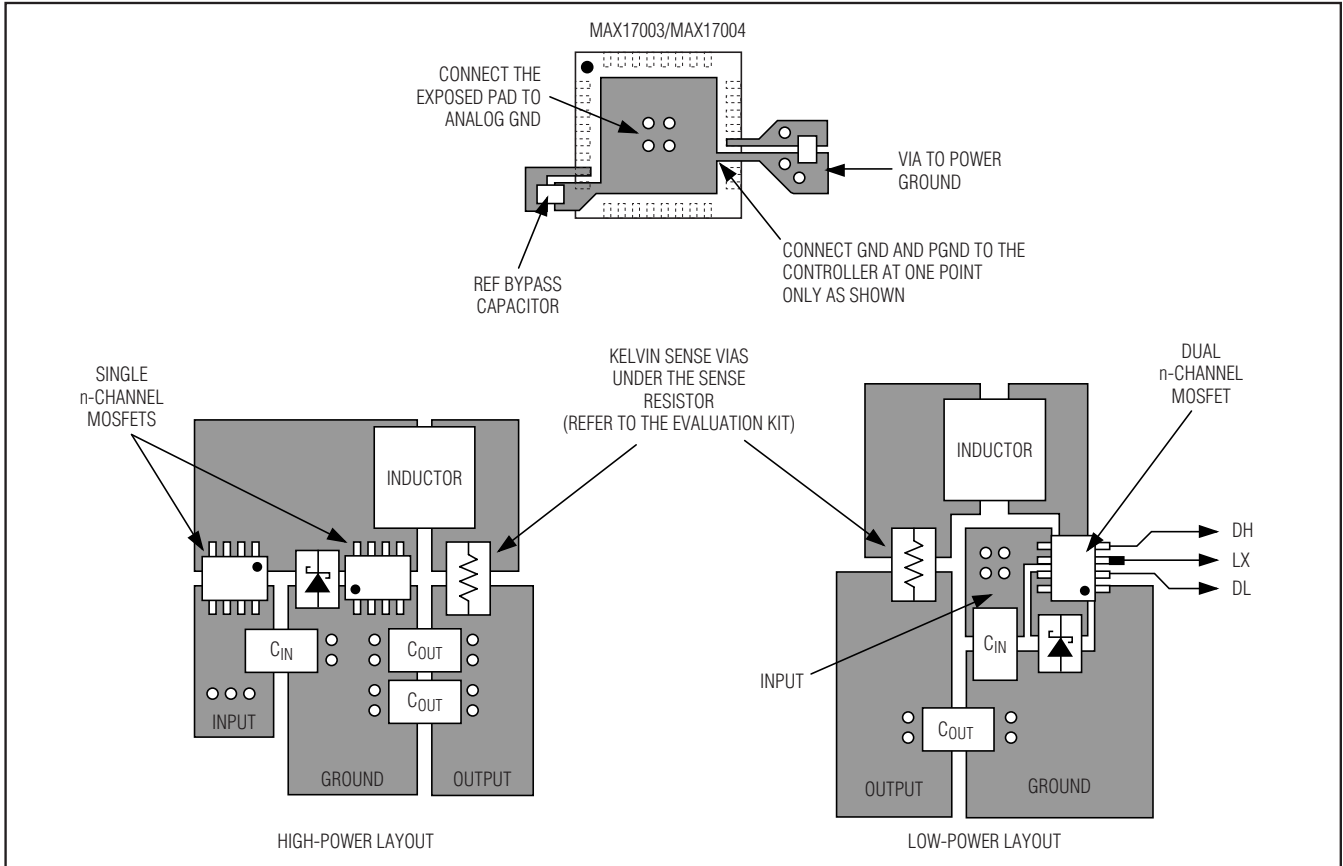 MAX17003/MAX17004
CONNECT THE
EXPOSED PAD TO
ANALOG GND
VIA TO POWER
GROUND
CONNECT GND AND PGND TO THE
CONTROLLER AT ONE POINT
ONLY AS SHOWN
REF BYPASS
CAPACITOR
SINGLE
n-CHANNEL
MOSFETS
KELVIN SENSE VIAS
UNDER THE SENSE
RESISTOR
(REFER TO THE EVALUATION KIT)
DUAL
n-CHANNEL
MOSFET
INDUCTOR
CIN
COUT
COUT
INPUT
GROUND
OUTPUT
HIGH-POWER LAYOUT
INDUCTOR
DH
LX
DL
CIN
INPUT
COUT
OUTPUT
GROUND
LOW-POWER LAYOUT